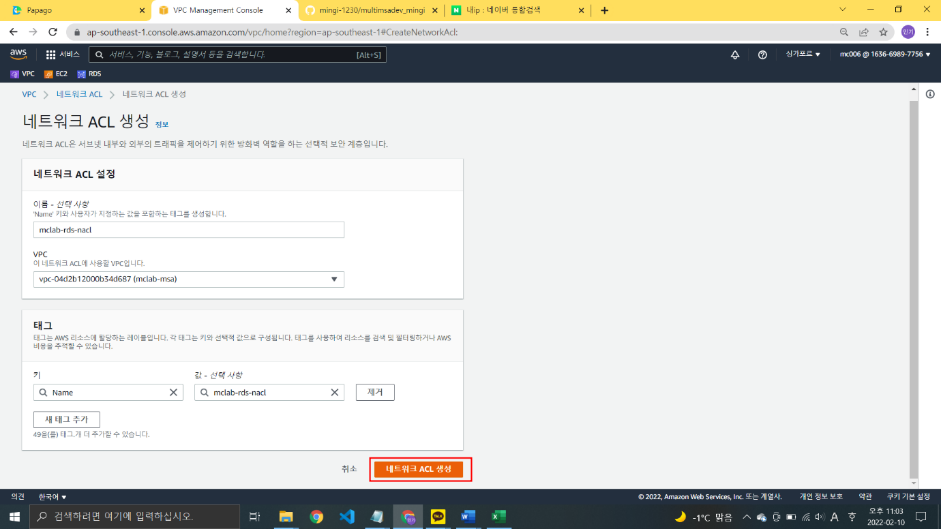 Papago
VPC Management Console
mingi-1230/multimsadev_mingi
내ip : 네이버 통합검색
ap-southeast-1.console.aws.amazon.com/vpc/home?region=ap-southeast-1#CreateNetworkAcl:
민기
aws
서비스
서비스, 기능, 블로그, 설명서 등을 검색합니다.
[Alt+S]
싱가포르
mc006 @ 1636-6989-7756
VPC
EC2
RDS
VPC
네트워크 ACL
네트워크 ACL 생성
네트워크 ACL 생성 정보
네트워크 ACL은 서브넷 내부와 외부의 트래픽을 제어하기 위한 방화벽 역할을 하는 선택적 보안 계층입니다.
네트워크 ACL 설정
이름 - 선택 사항
'Name' 키와 사용자가 지정하는 값을 포함하는 태그를 생성합니다.
mclab-rds-nacl
VPC
이 네트워크 ACL에 사용할 VPC입니다.
vpc-04d2b12000b34d687 (mclab-msa)
태그
태그는 AWS 리소스에 할당하는 레이블입니다. 각 태그는 키와 선택적 값으로 구성됩니다. 태그를 사용하여 리소스를 검색 및 필터링하거나 AWS
비용을 추적할 수 있습니다.
키
값 - 선택 사항
Name
mclab-rds-nacl
제거
새 태그 추가
49을(를) 태그.개 더 추가할 수 있습니다.
취소
네트워크 ACL 생성
의견
한국어
© 2022, Amazon Web Services, Inc. 또는 계열사.
개인 정보 보호
약관
쿠키 기본 설정
검색하려면 여기에 입력하십시오.
-1°C 맑음
A
오후 11:03
2022-02-10